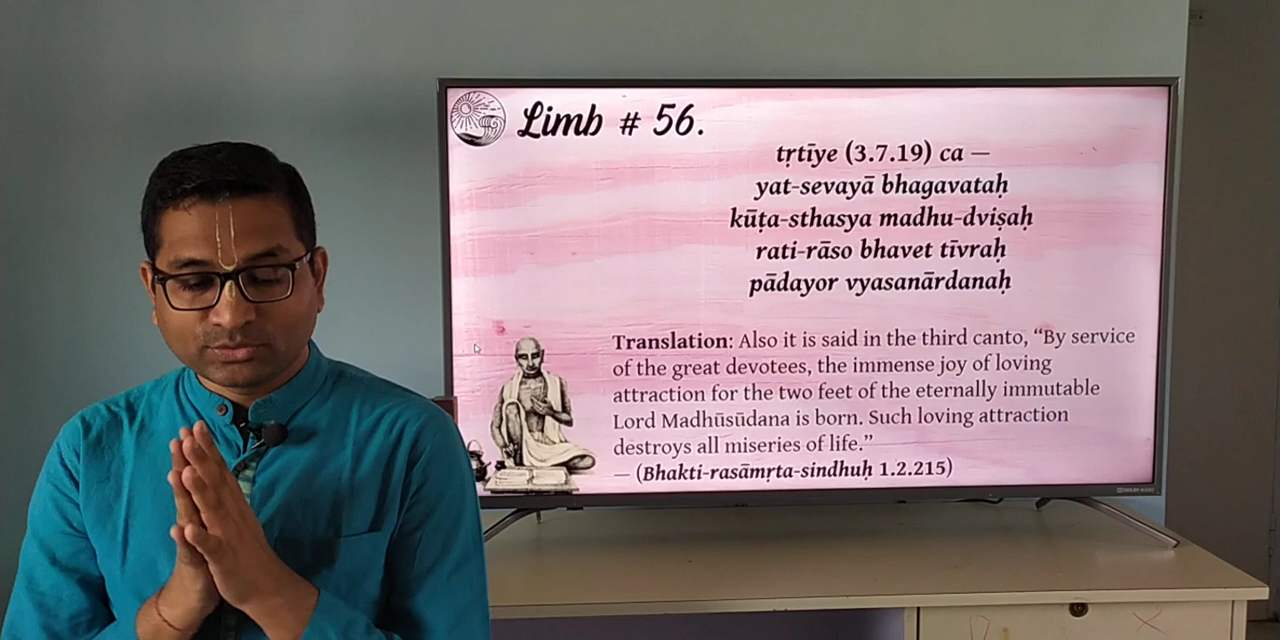 Limb # 56.
tṛtīye (3.7.19) ca —
yat-sevayā bhagavataḥ
kūṭa-sthasya madhu-dviṣaḥ
rati-rāso bhavet tīvraḥ
pādayor vyasanārdanaḥ
Translation: Also it is said in the third canto, “By service
of the great devotees, the immense joy of loving
attraction for the two feet of the eternally immutable
Lord Madhūsūdana is born. Such loving attraction
destroys all miseries of life.”
— (Bhakti-rasāmṛta-sindhuḥ 1.2.215)